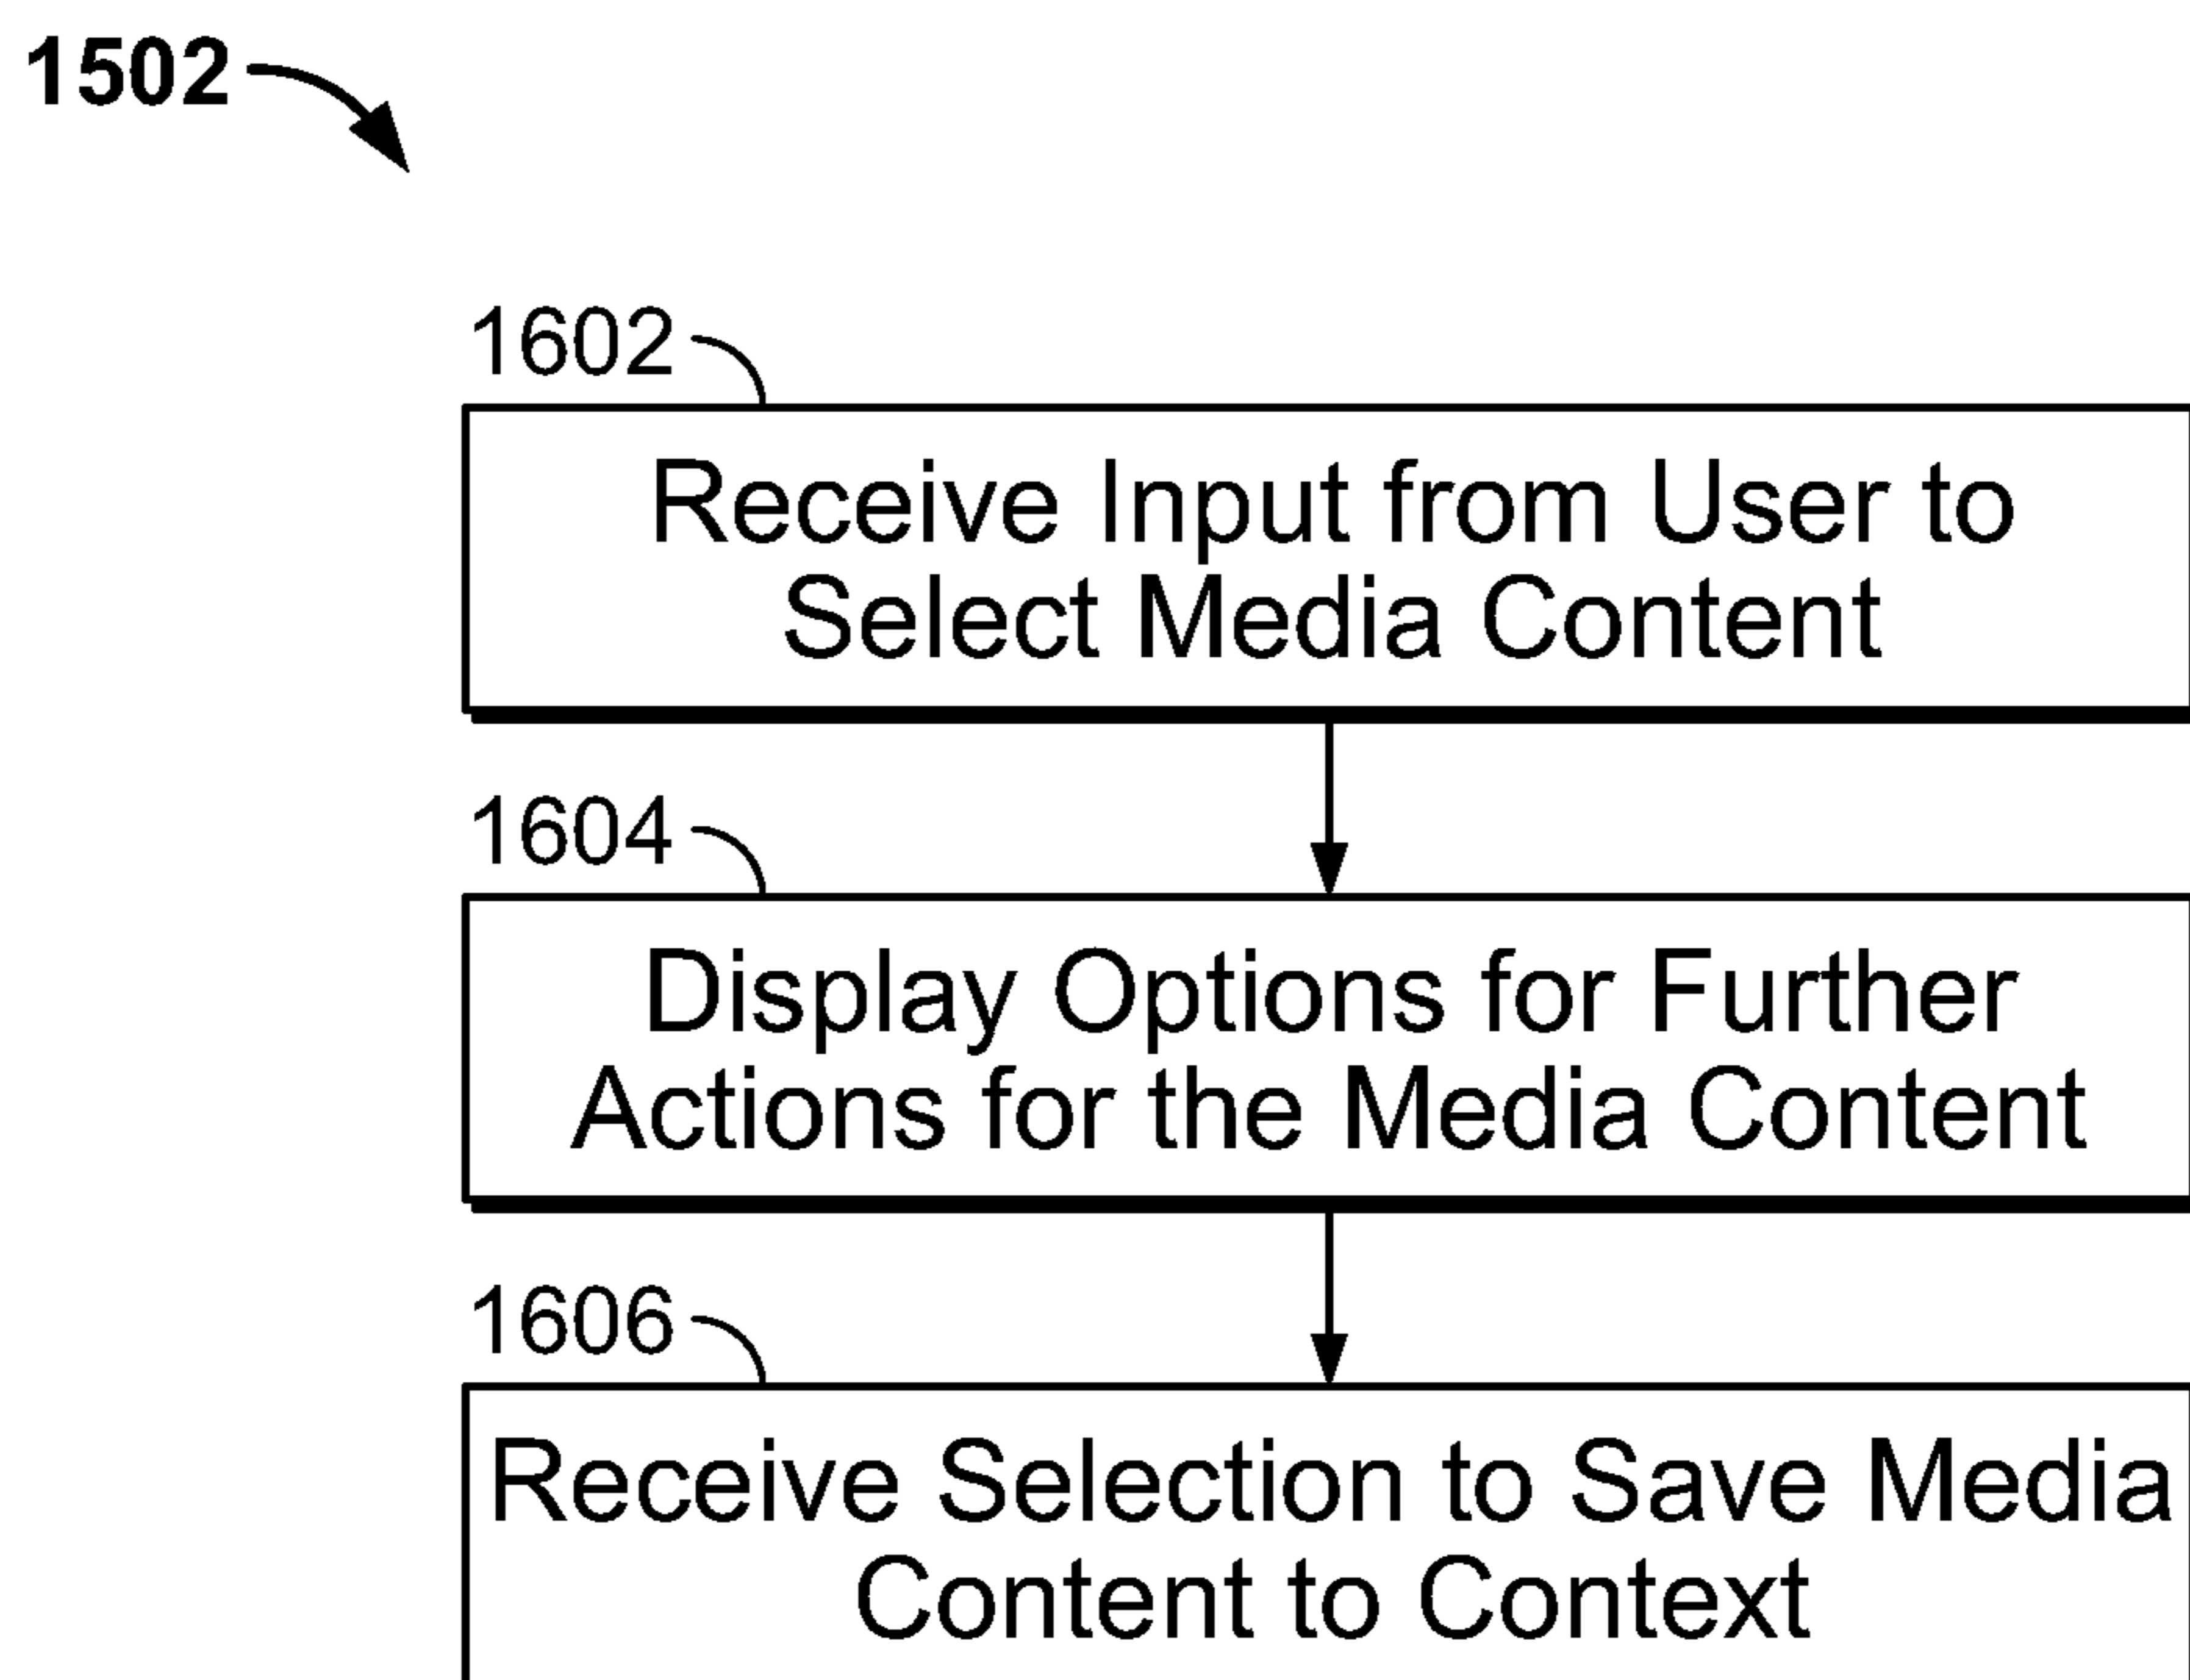 1502
1602
Receive Input from User to
Select Media Content
1604
Display Options for Further
Actions for the Media Content
1606
Receive Selection to Save Media
Content to Context